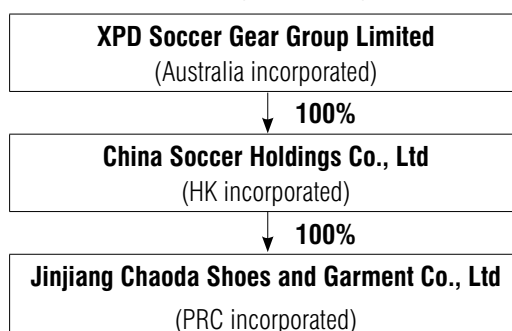 XPD Soccer Gear Group Limited
(Australia incorporated)
100%
China Soccer Holdings Co., Ltd
(HK incorporated)
100%
Jinjiang Chaoda Shoes and Garment Co., Ltd
(PRC incorporated)